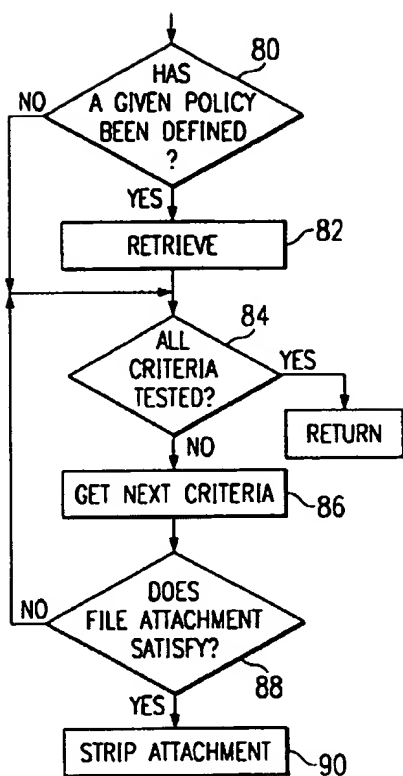 HAS
A GIVEN POLICY
BEEN DEFINED
?
80
NO
YES
RETRIEVE
82
ALL
CRITERIA
TESTED?
84
YES
RETURN
NO
GET NEXT CRITERIA
86
DOES
FILE ATTACHMENT
SATISFY?
88
NO
YES
STRIP ATTACHMENT
90